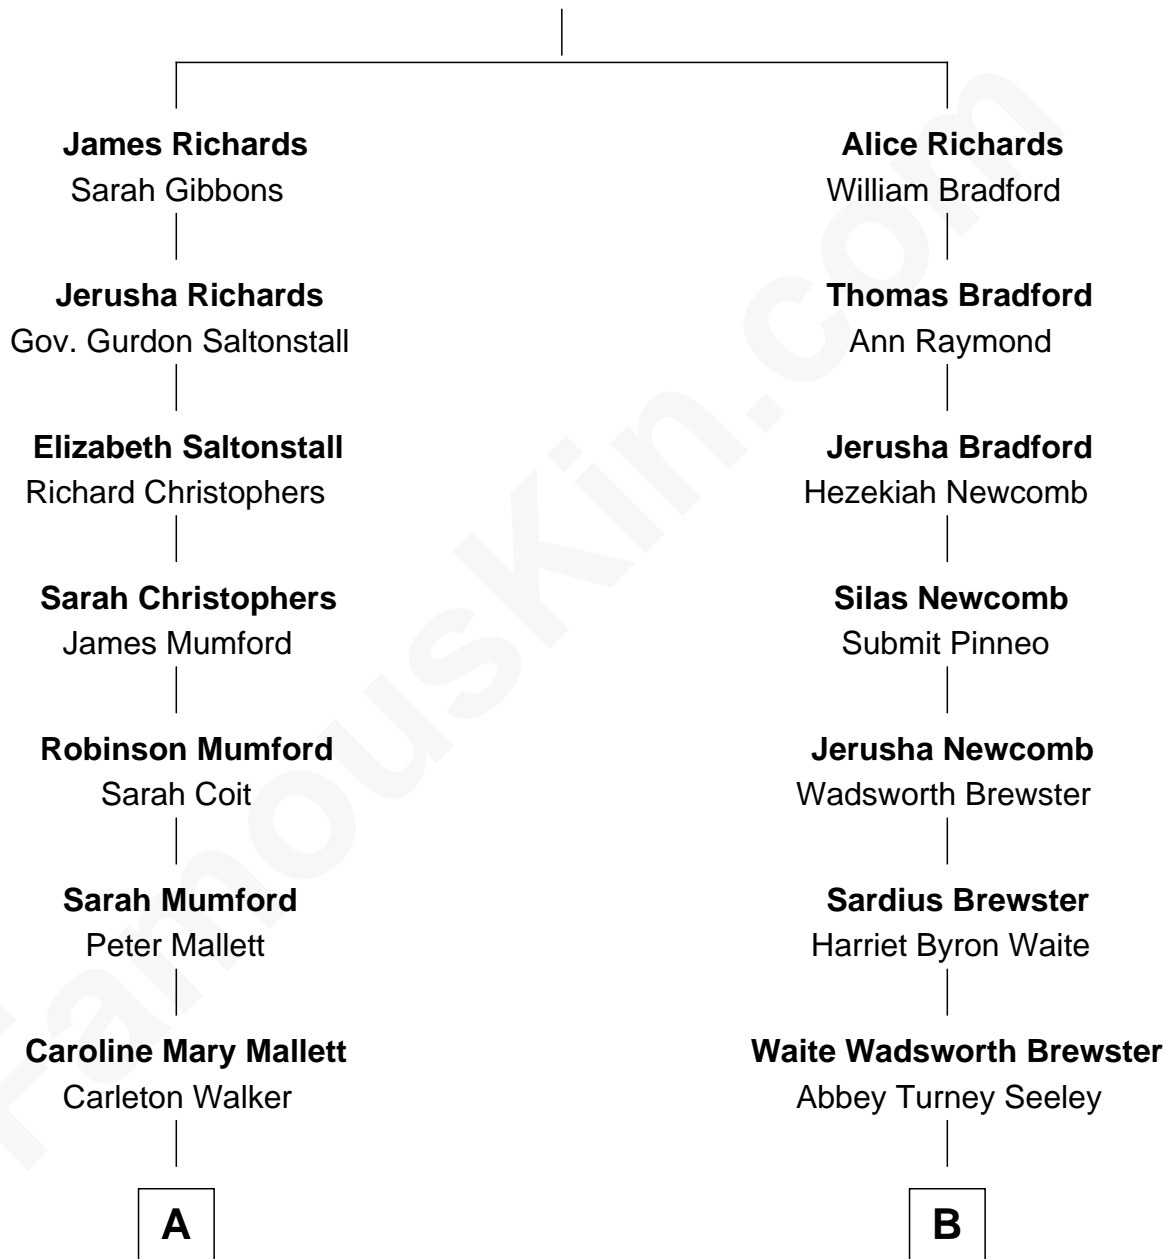 James Richards
Sarah Gibbons
Jerusha Richards
Gov. Gurdon Saltonstall
Elizabeth Saltonstall
Richard Christophers
Sarah Christophers
James Mumford
Robinson Mumford
Sarah Coit
Sarah Mumford
Peter Mallett
Caroline Mary Mallett
Carleton Walker
A
Alice Richards
William Bradford
Thomas Bradford
Ann Raymond
Jerusha Bradford
Hezekiah Newcomb
Silas Newcomb
Submit Pinneo
Jerusha Newcomb
Wadsworth Brewster
Sardius Brewster
Harriet Byron Waite
Waite Wadsworth Brewster
Abbey Turney Seeley
B
FamousKin.com